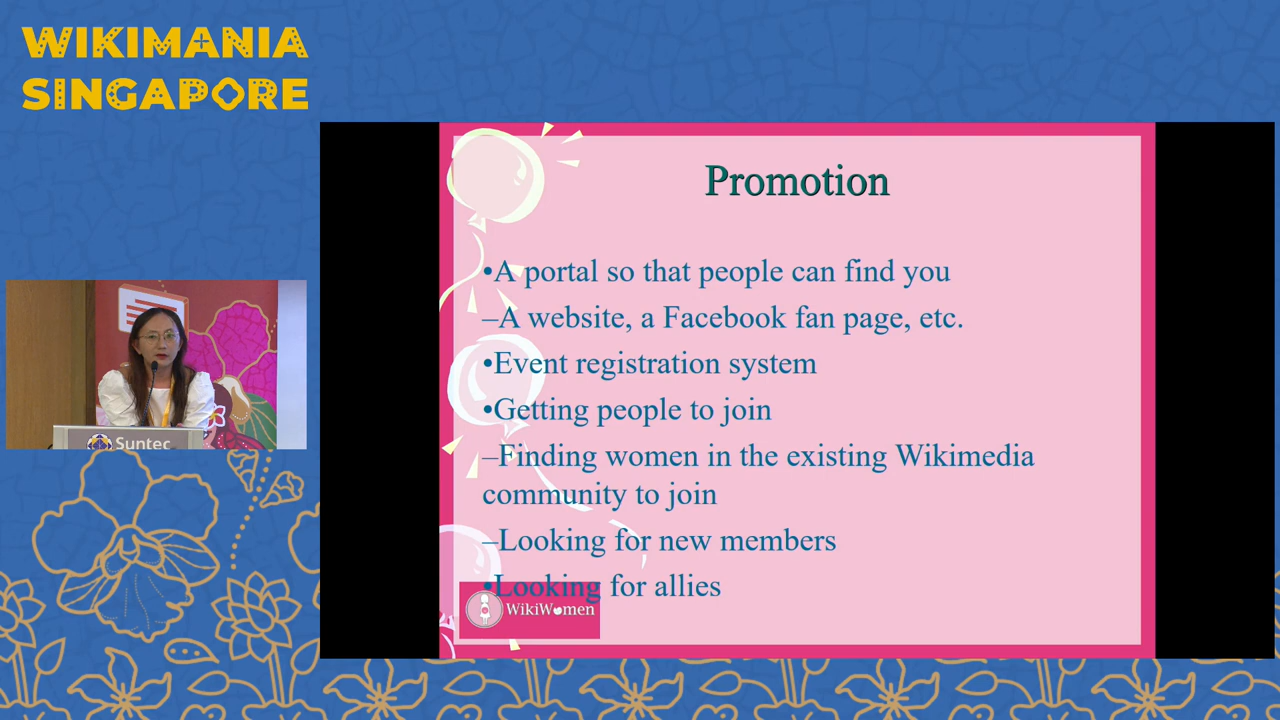 WIKIMANIA
SINGAPORE
Promotion
•A portal so that people can find you
–A website, a Facebook fan page, etc.
•Event registration system
•Getting people to join
–Finding women in the existing Wikimedia
community to join
–Looking for new members
•Looking for allies
WikiWomen
Suntec